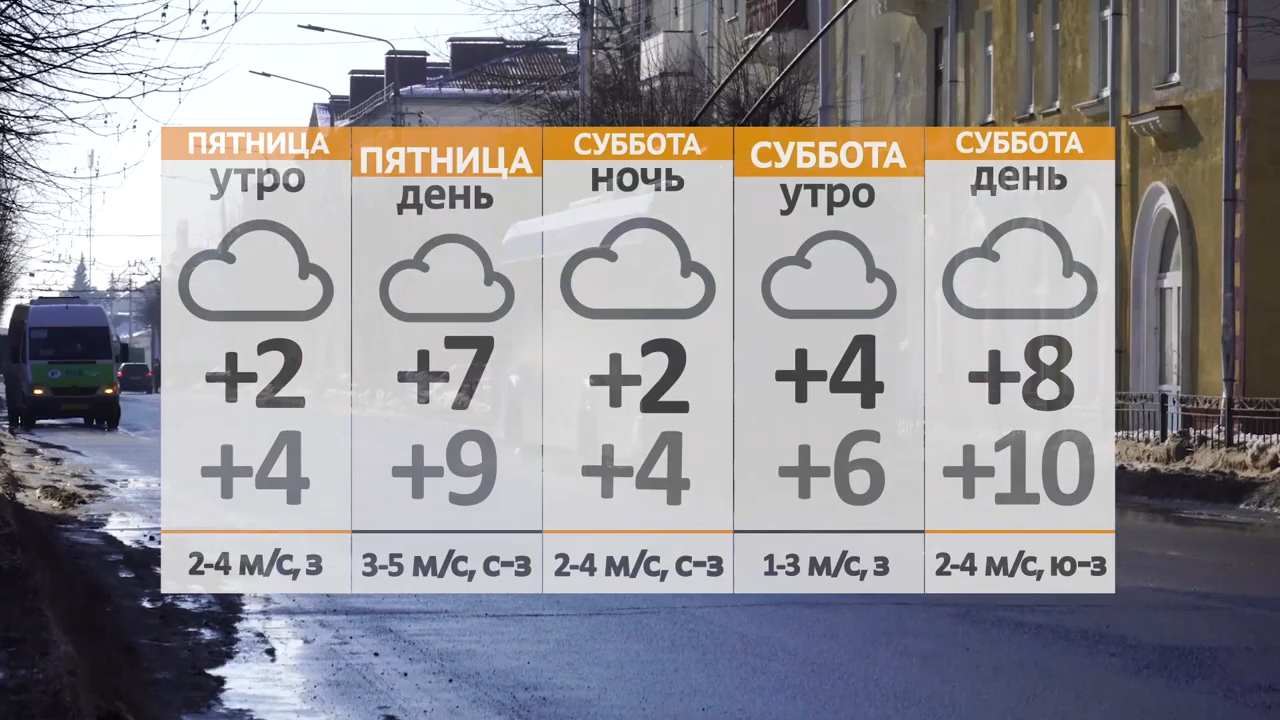 ПЯТНИЦА
утро
+2
+4
2-4 м/с, з
ПЯТНИЦА
день
+7
+9
3-5 м/с, с-з
СУББОТА
ночь
+2
+4
2-4 м/с, с-з
СУББОТА
утро
+4
+6
1-3 м/с, з
СУББОТА
день
+8
+10
2-4 м/с, ю-з